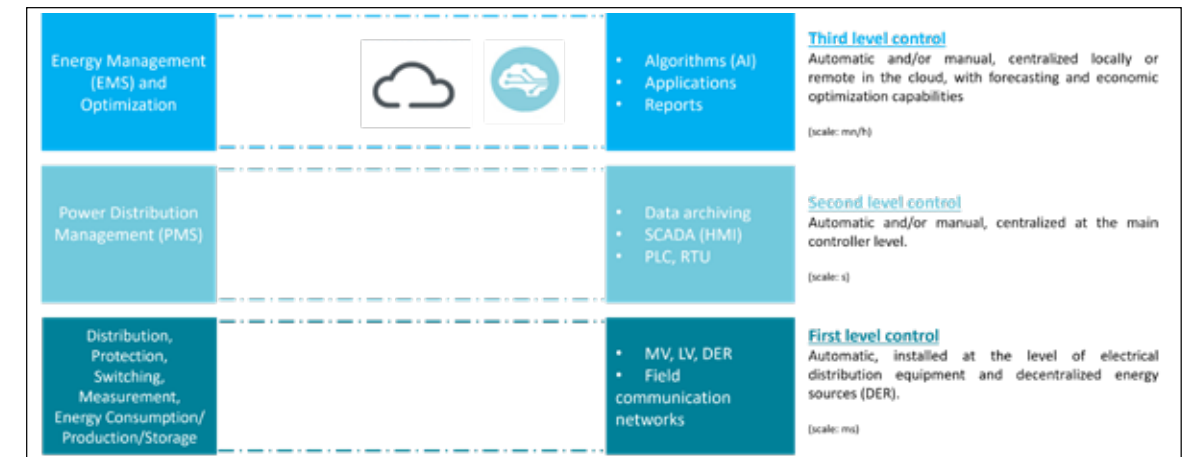 Energy Management
(EMS) and
Optimization
• Algorithms (AI)
• Applications
• Reports
Third level control
Automatic and/or manual, centralized locally or
remote in the cloud, with forecasting and economic
optimization capabilities
(scale: mn/h)
Power Distribution
Management (PMS)
• Data archiving
• SCADA (HMI)
• PLC, RTU
Second level control
Automatic and/or manual, centralized at the main
controller level.
(scale: s)
Distribution,
Protection,
Switching,
Measurement,
Energy Consumption/
Production/Storage
• MV, LV, DER
• Field
communication
networks
First level control
Automatic, installed at the level of electrical
distribution equipment and decentralized energy
sources (DER).
(scale: ms)